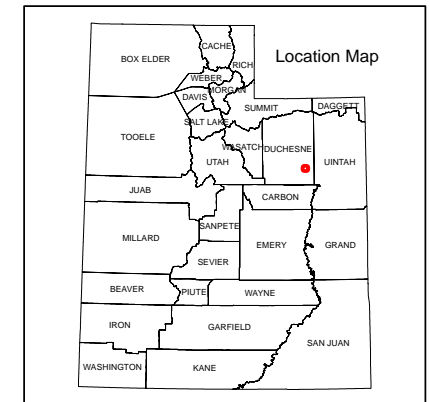 Location Map
CACHE
BOX ELDER
RICH
WEBER
MORGAN
DAVIS
SUMMIT
DAGGETT
SALT LAKE
TOOELE
WASATCH
DUCHESNE
UTAH
UINTAH
JUAB
CARBON
SANPETE
MILLARD
EMERY
GRAND
SEVIER
BEAVER
PIUTE
WAYNE
IRON
GARFIELD
SAN JUAN
WASHINGTON
KANE